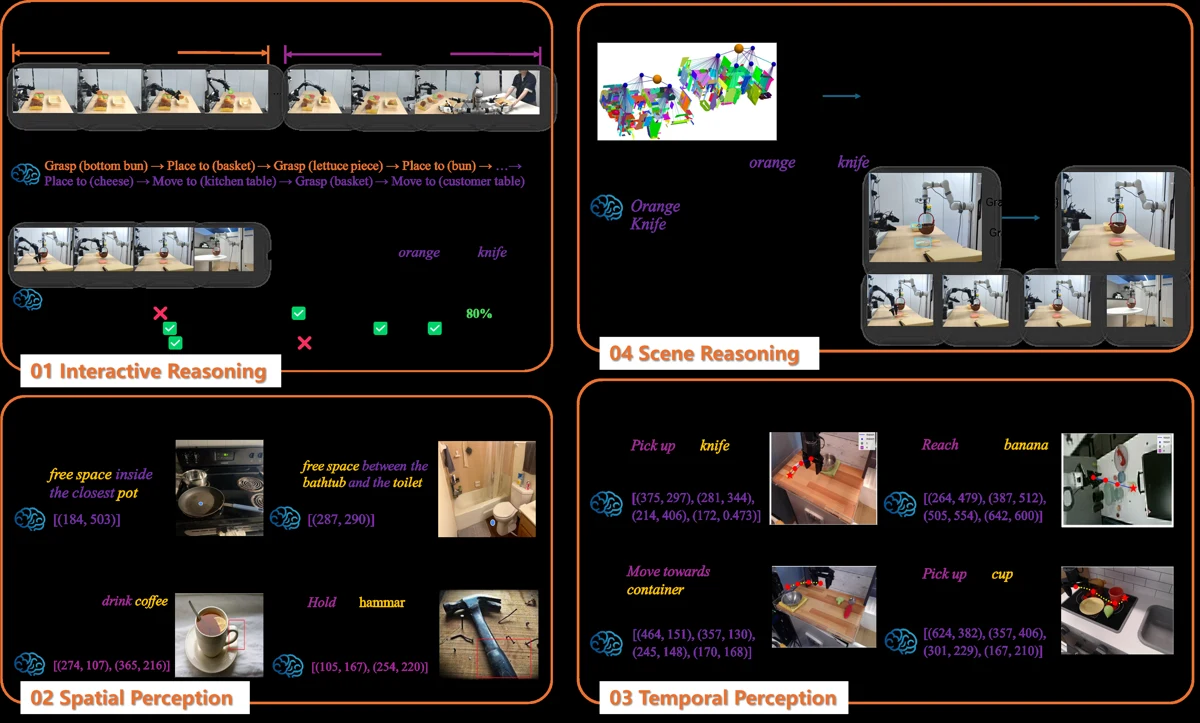 Grasp (bottom bun) → Place to (basket) → Grasp (lettuce piece) → Place to (bun) → …→
Place to (cheese) → Move to (kitchen table) → Grasp (basket) → Move to (customer table)
orange knife
80%
01 Interactive Reasoning
orange knife
Orange
Knife
Gra
Gr
04 Scene Reasoning
free space inside
the closest pot
[(184, 503)]
free space between the
bathtub and the toilet
[(287, 290)]
drink coffee
[(274, 107), (365, 216)]
Hold hammar
[(105, 167), (254, 220)]
02 Spatial Perception
Pick up knife
[(375, 297), (281, 344),
(214, 406), (172, 0.473)]
Reach banana
[(264, 479), (387, 512),
(505, 554), (642, 600)]
Move towards
container
[(464, 151), (357, 130),
(245, 148), (170, 168)]
Pick up cup
[(624, 382), (357, 406),
(301, 229), (167, 210)]
03 Temporal Perception